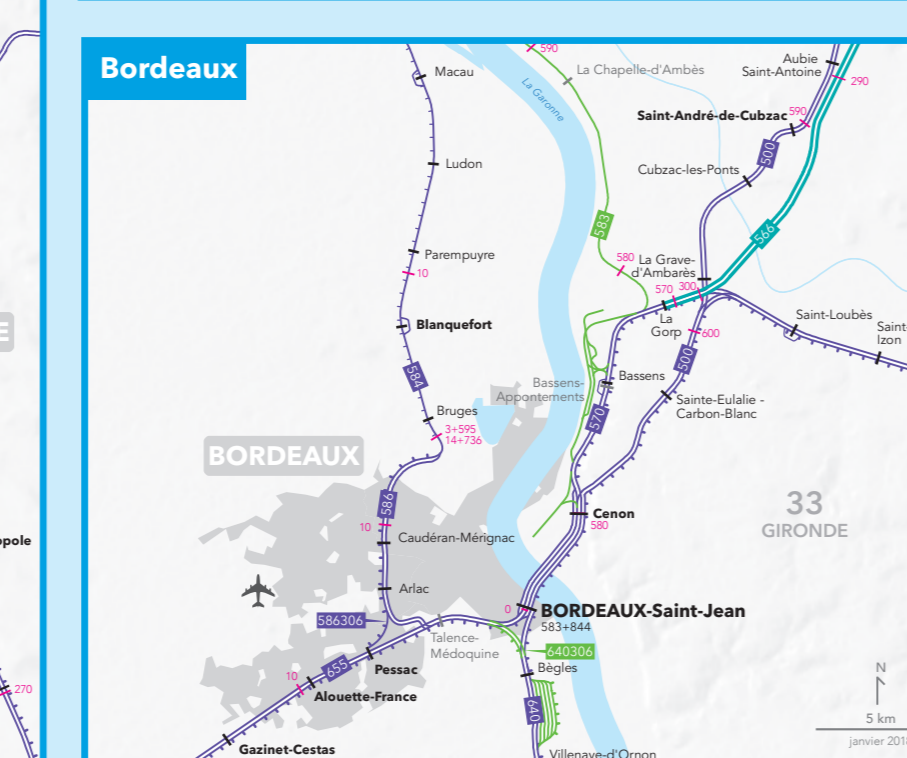 Bordeaux
590
La Chapelle-d'Ambès
Macau
La Garonne
Aubie
Saint-Antoine
290
Saint-André-de-Cubzac
590
500
Ludon
Cubzac-les-Ponts
583
566
Parempuyre
10
580
La Grave-
d'Ambarès
570
300
Blanquefort
La
Gorp
600
Saint-Loubès
Saint-
Izon
500
584
Bassens-
Appontements
Bassens
Sainte-Eulalie -
Carbon-Blanc
Bruges
3+595
14+736
570
BORDEAUX
586
10
Caudéran-Mérignac
Cenon
580
33
GIRONDE
Arlac
0
BORDEAUX-Saint-Jean
583+844
586306
Talence-
Médoquine
640306
Bègles
655
Pessac
10
Alouette-France
270
640
N
5 km
Gazinet-Cestas
Villenave-d'Ornon